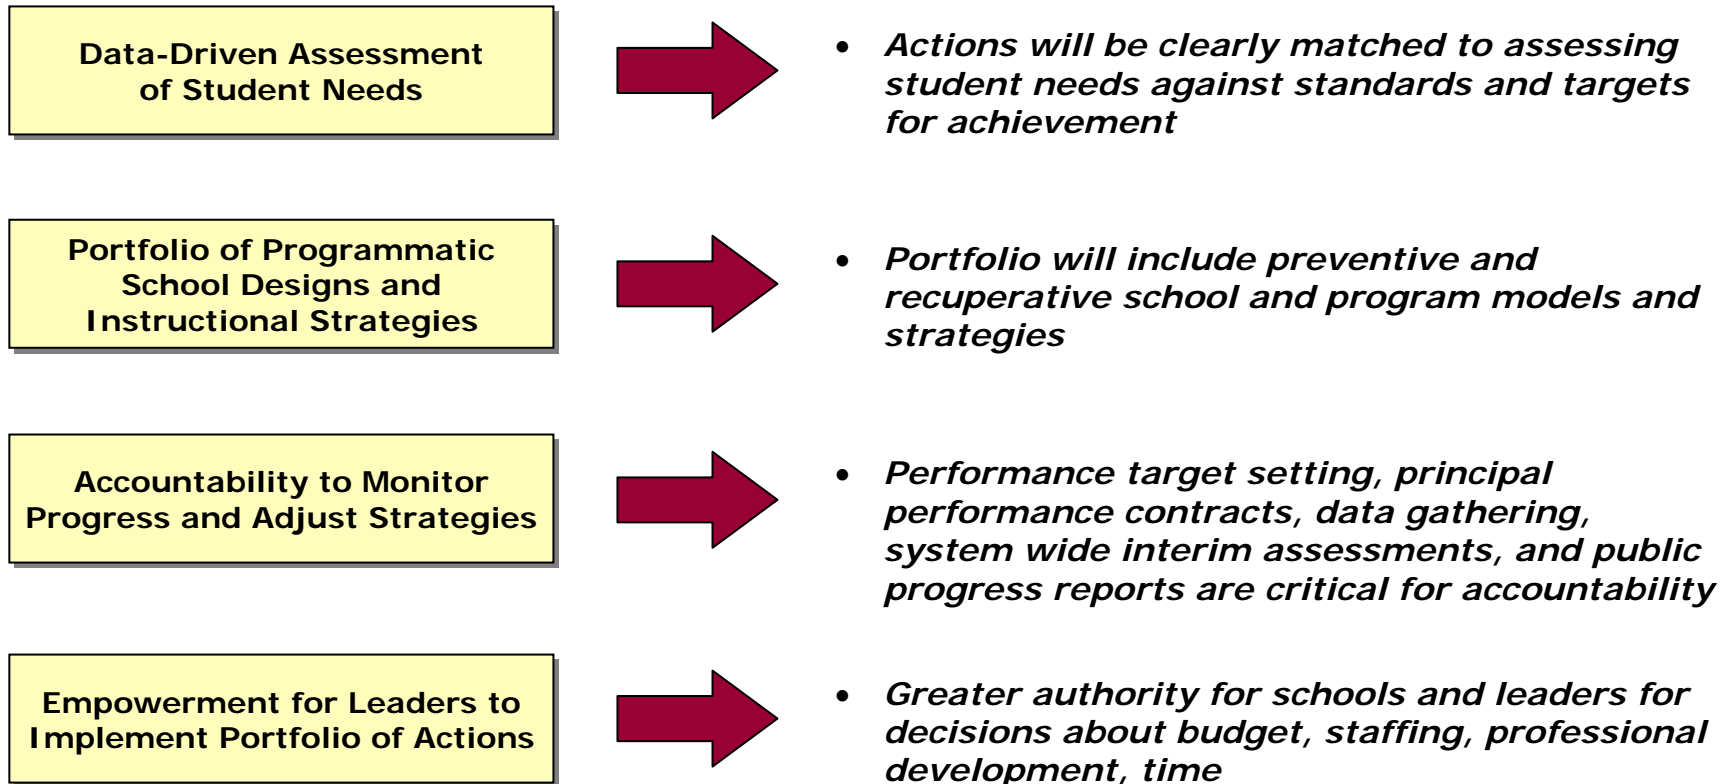 Data-Driven Assessment
of Student Needs
• Actions will be clearly matched to assessing
student needs against standards and targets
for achievement
Portfolio of Programmatic
School Designs and
Instructional Strategies
• Portfolio will include preventive and
recuperative school and program models and
strategies
Accountability to Monitor
Progress and Adjust Strategies
• Performance target setting, principal
performance contracts, data gathering,
system wide interim assessments, and public
progress reports are critical for accountability
Empowerment for Leaders to
Implement Portfolio of Actions
• Greater authority for schools and leaders for
decisions about budget, staffing, professional
development, time